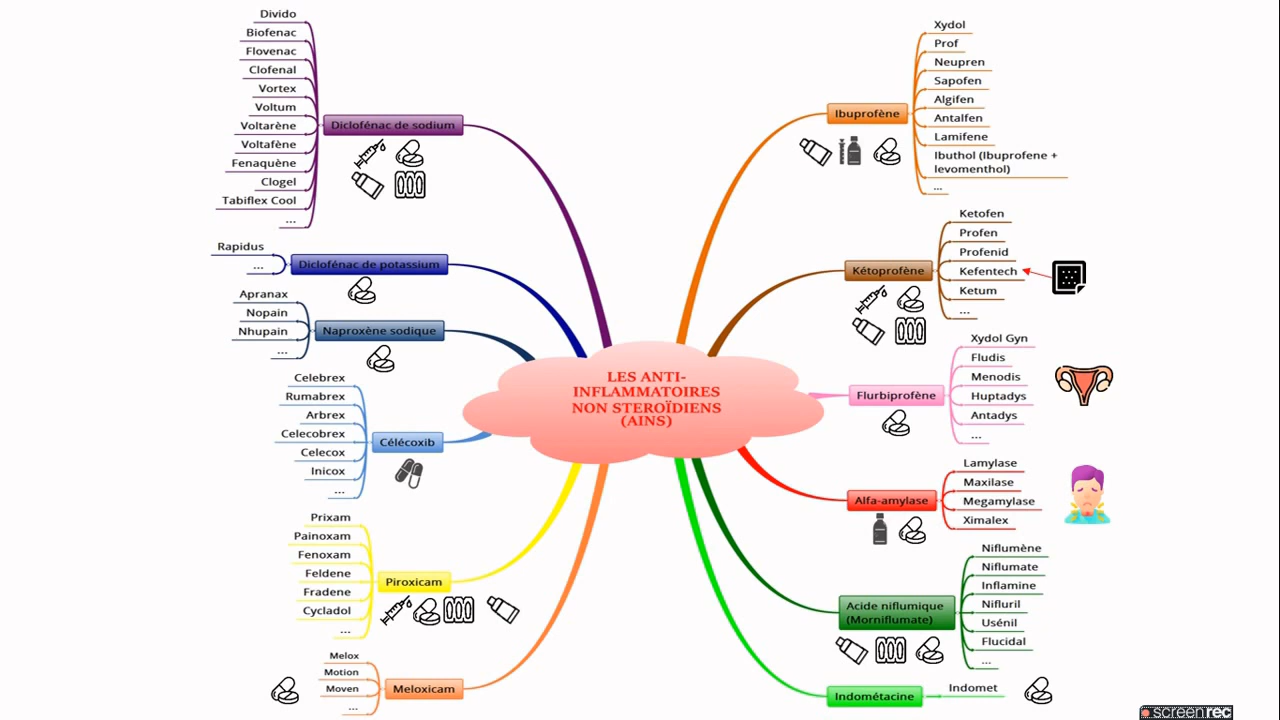 LES ANTI-
INFLAMMATOIRES
NON STEROÏDIENS
(AINS)
Divido
Biofenac
Flovenac
Clofenal
Vortex
Voltum
Voltarène
Voltafène
Fenaquène
Clogel
Tabiflex Cool
...
Diclofénac de sodium
Rapidus
...
Diclofénac de potassium
Apranax
Nopain
Nhupain
...
Naproxène sodique
Celebrex
Rumabrex
Arbrex
Celecobrex
Celecox
Inicox
...
Célécoxib
Prixam
Painoxam
Fenoxam
Feldene
Fradene
Cycladol
...
Piroxicam
Melox
Motion
Moven
...
Meloxicam
Ibuprofène
Xydol
Prof
Neupren
Sapofen
Algifen
Antalfen
Lamifene
Ibuthol (Ibuprofene +
levomenthol)
...
Kétoprofène
Ketofen
Profen
Profenid
Kefentech
Ketum
...
Flurbiprofène
Xydol Gyn
Fludis
Menodis
Huptadys
Antadys
...
Alfa-amylase
Lamylase
Maxilase
Megamylase
Ximalex
Acide niflumique
(Morniflumate)
Niflumène
Niflumate
Inflamine
Nifluril
Usénil
Flucidal
...
Indométacine
Indomet
screenrec